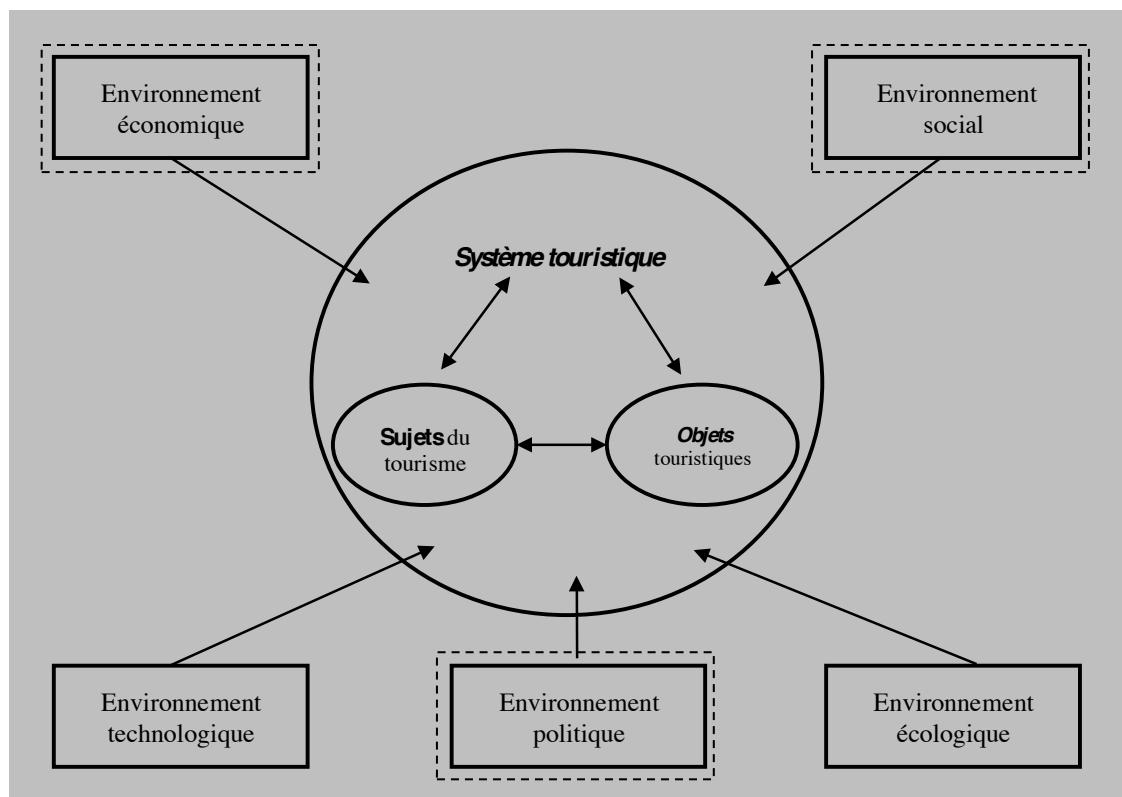 Environnement
économique
Environnement
social
Système touristique
Sujets du
tourisme
Objets
touristiques
Environnement
technologique
Environnement
politique
Environnement
écologique